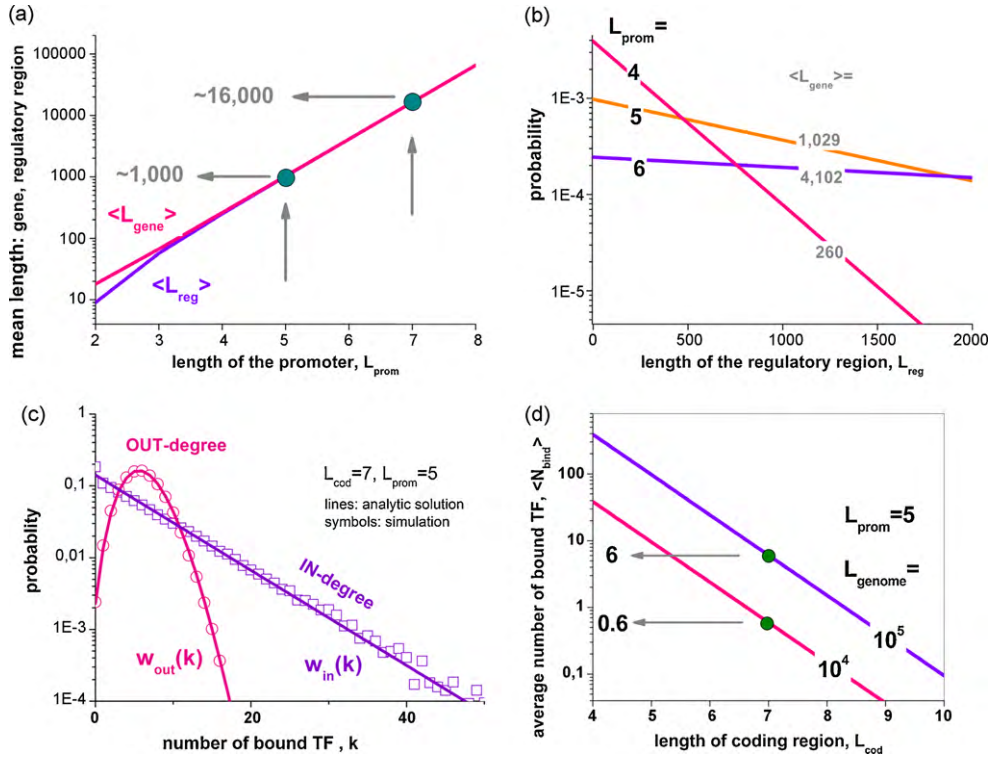 (a)
mean length: gene, regulatory region
100000
10000
1000
100
10
~16,000
~1,000
<Lgene>
<Lreg>
2 3 4 5 6 7 8
length of the promoter, Lprom
(b)
probability
1E-3
1E-4
1E-5
Lprom=
4
5
6
<Lgene>=
1,029
4,102
260
0 500 1000 1500 2000
length of the regulatory region, Lreg
(c)
probablity
1
0,1
0,01
1E-3
1E-4
OUT-degree
Lcod=7, Lprom=5
lines: analytic solution
symbols: simulation
IN-degree
wout(k)
win(k)
0 20 40
number of bound TF , k
(d)
average number of bound TF, <Nbind>
100
10
1
0,1
Lprom=5
Lgenome=
6
0.6
10^5
10^4
4 5 6 7 8 9 10
length of coding region, Lcod